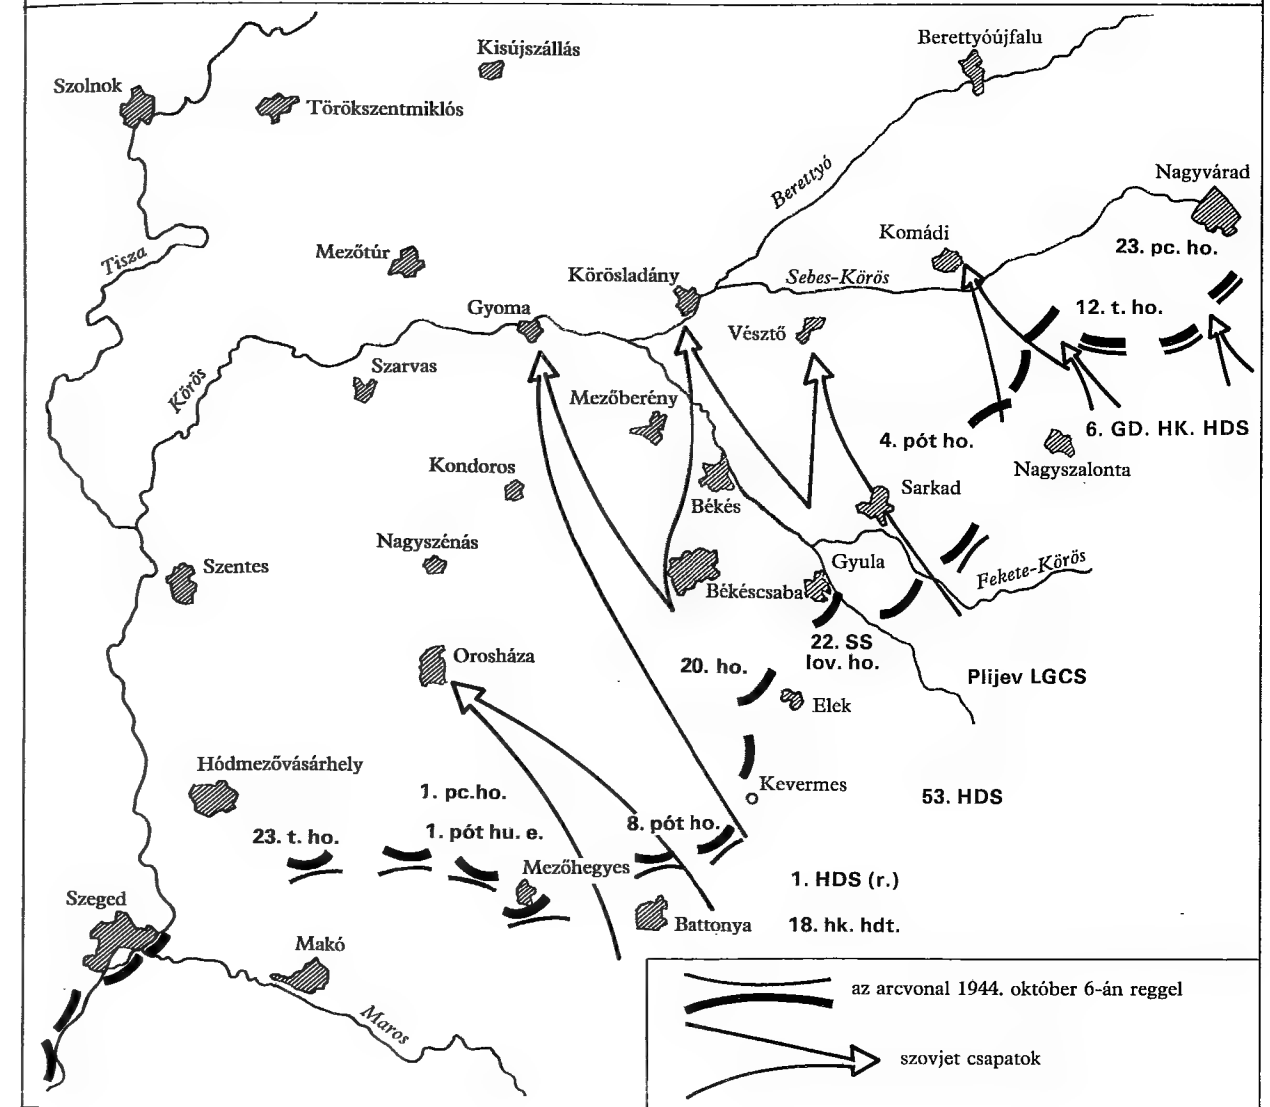 Kisújszállás
Berettyóújfalu
Szolnok
Törökszentmiklós
Berettyó
Nagyvárad
Komádi
23. pc. ho.
Mezőtúr
Tisza
Körösladány
Sebes-Körös
Gyoma
12. t. ho.
Vésztő
Szarvas
Körös
Mezőberény
4. pót ho.
6. GD. HK. HDS
Kondoros
Nagyszalonta
Sarkad
Békés
Nagyszénás
Szentes
Gyula
Fekete-Körös
Békéscsaba
22. SS
lov. ho.
Orosháza
20. ho.
Plijev LGCS
Elek
Hódmezővásárhely
Kevermes
1. pc.ho.
53. HDS
23. t. ho.
1. pót hu. e.
8. pót ho.
Mezőhegyes
1. HDS (r.)
Szeged
Battonya
18. hk. hdt.
Makó
Maros
az arcvonal 1944. október 6-án reggel
szovjet csapatok